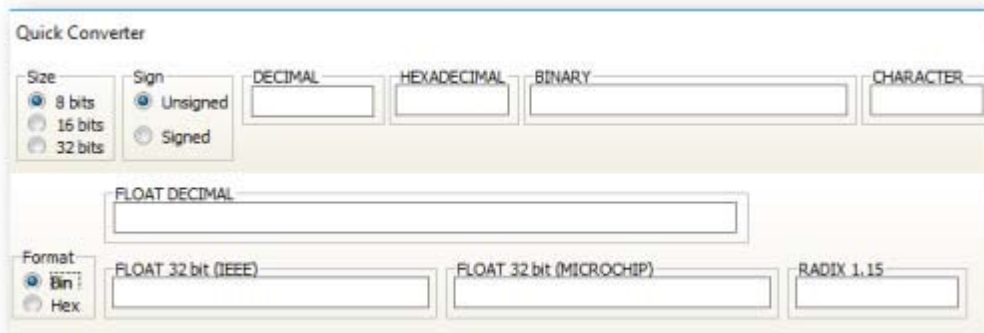 Quick Converter
Size Sign DECIMAL HEXADECIMAL BINARY CHARACTER
8 bits Unsigned
16 bits Signed
32 bits
FLOAT DECIMAL
Format FLOAT 32 bit (IEEE) FLOAT 32 bit (MICROCHIP) RADIX 1.15
Bin
Hex